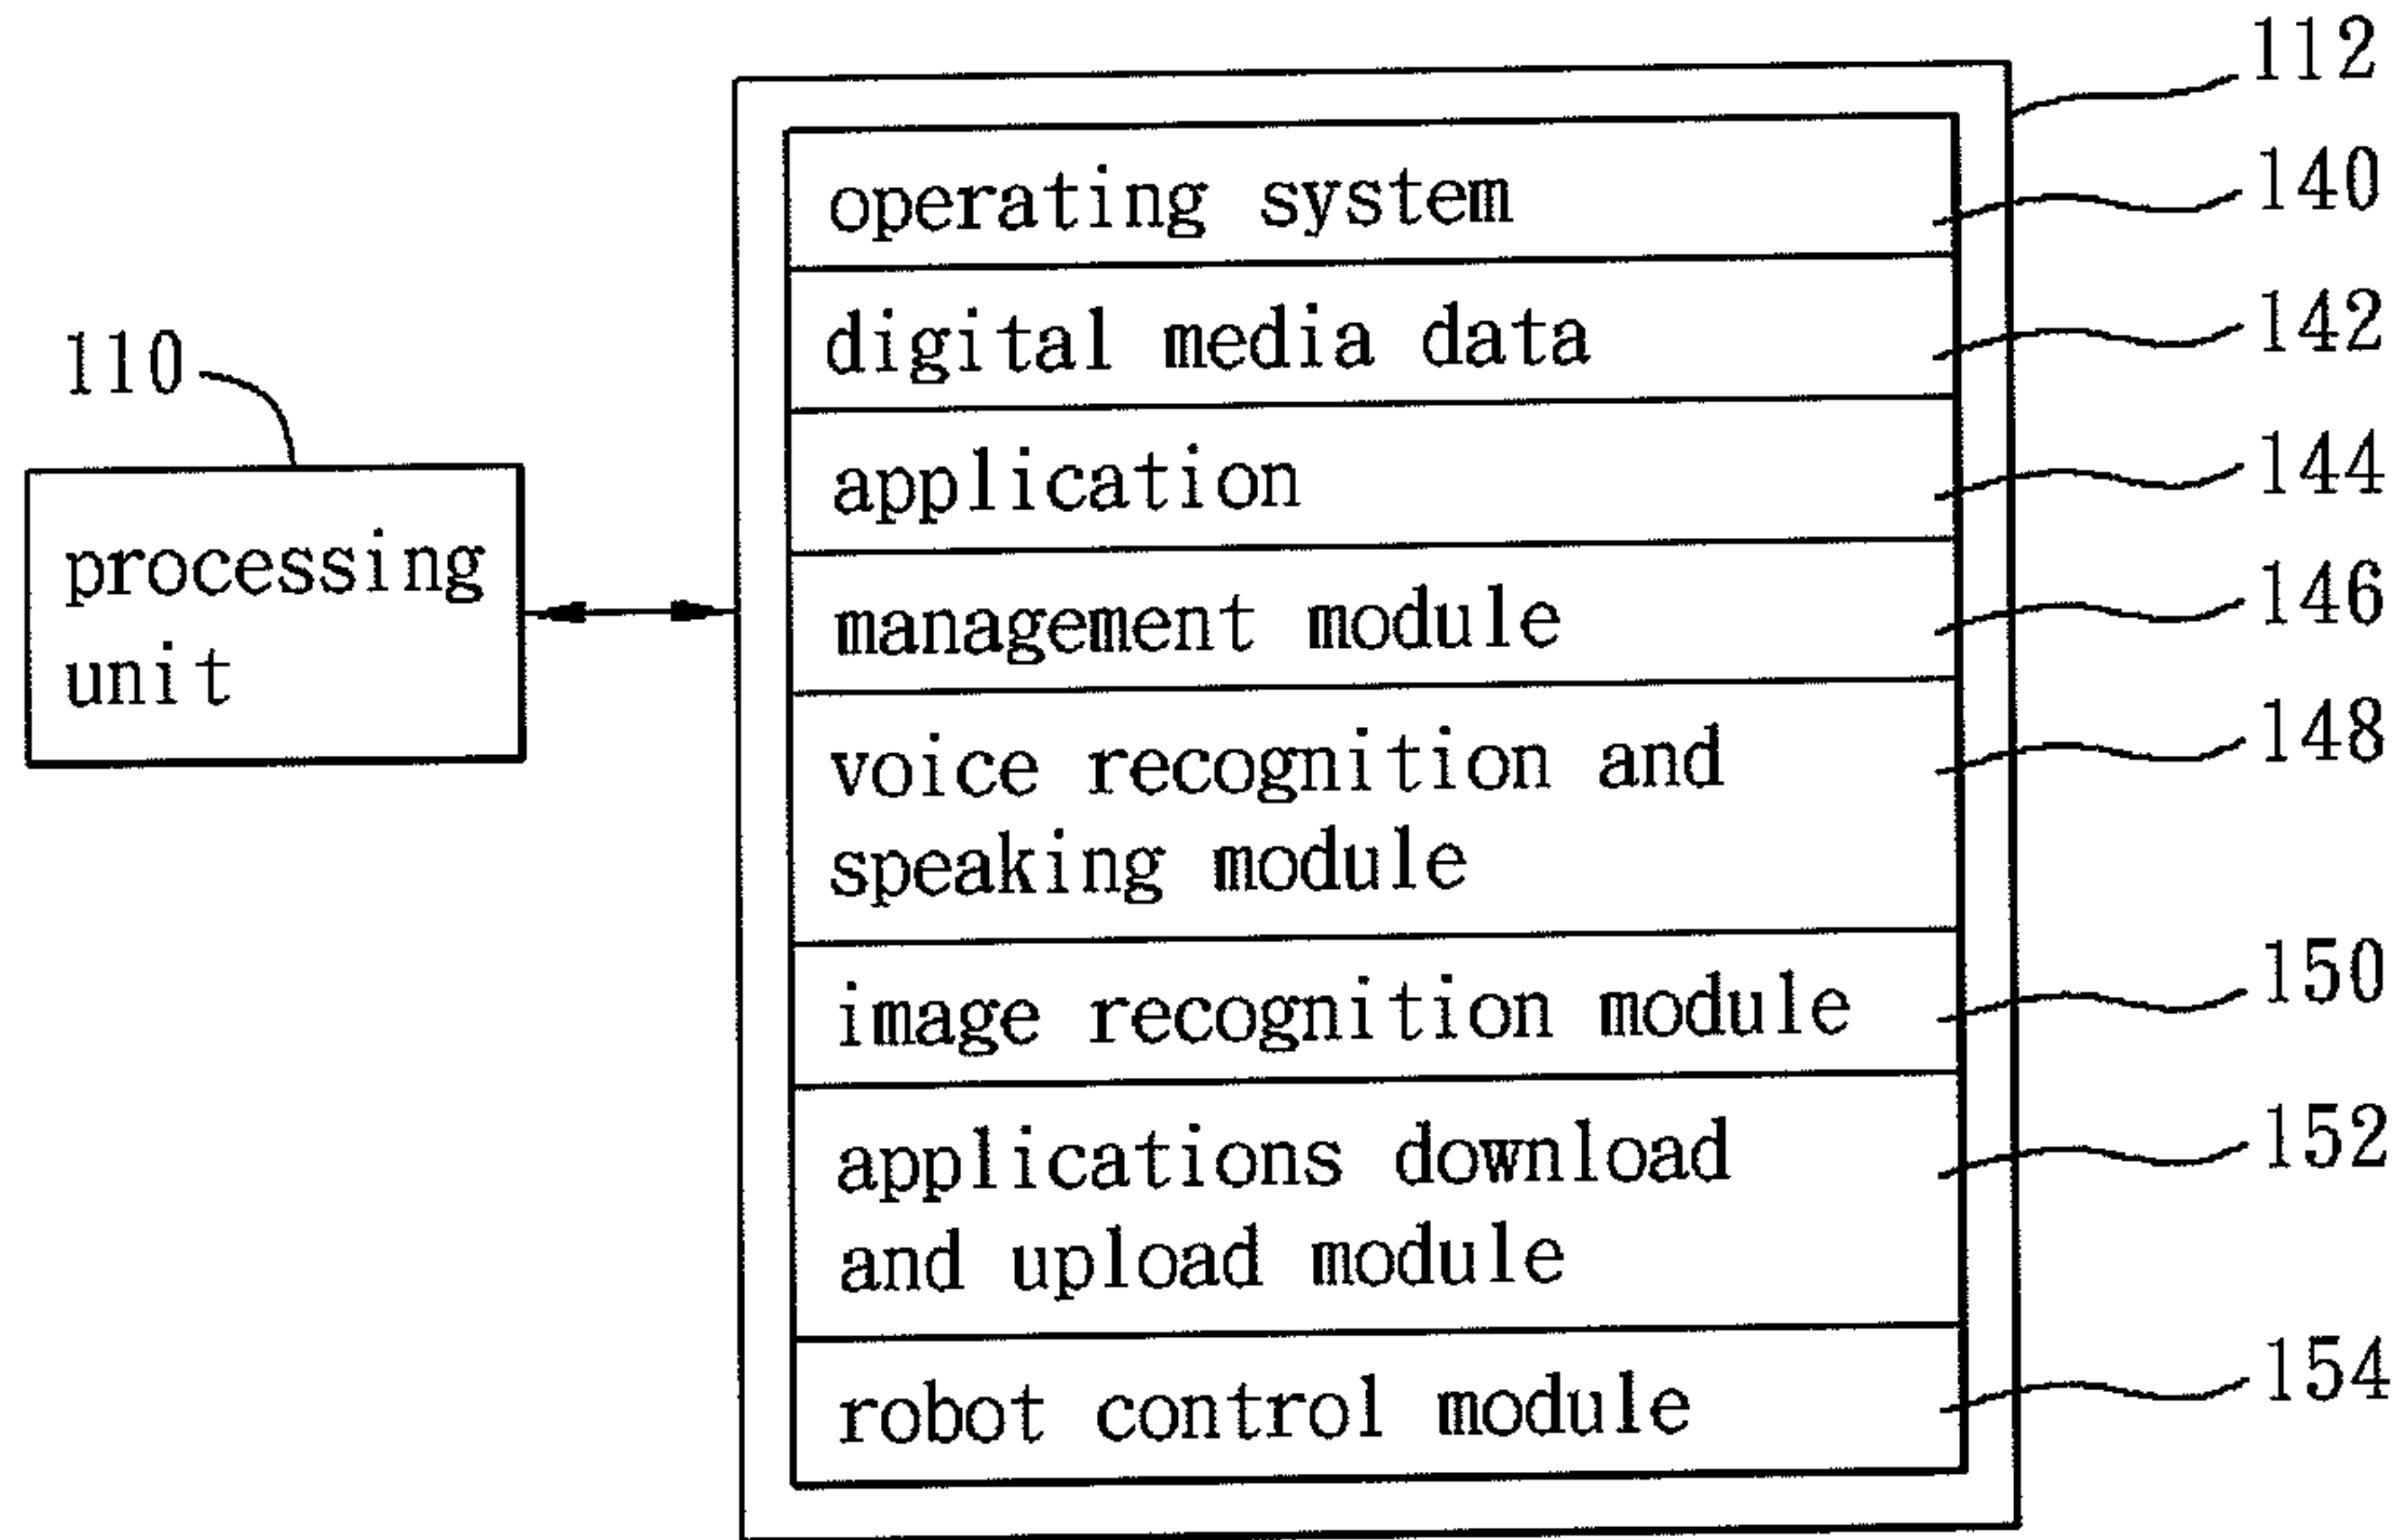 112
operating system 140
digital media data 142
110
application 144
processing
unit
management module 146
voice recognition and 148
speaking module
image recognition module 150
applications download 152
and upload module
robot control module 154